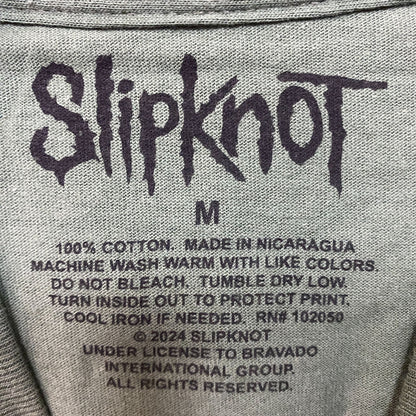 SlipknoT
M
100% COTTON. MADE IN NICARAGUA
MACHINE WASH WARM WITH LIKE COLORS.
DO NOT BLEACH. TUMBLE DRY LOW.
TURN INSIDE OUT TO PROTECT PRINT.
COOL IRON IF NEEDED. RN# 102050
© 2024 SLIPKNOT
UNDER LICENSE TO BRAVADO
INTERNATIONAL GROUP.
ALL RIGHTS RESERVED.